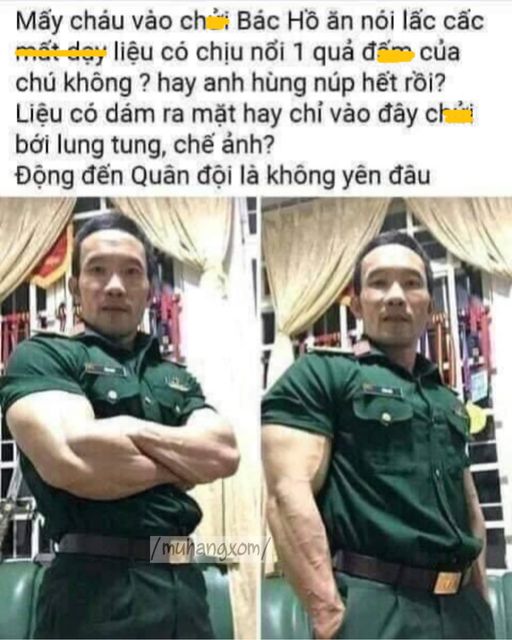 Mấy cháu vào chửi Bác Hồ ăn nói lấc cấc
mất dạy liệu có chịu nổi 1 quả đấm của
chú không ? hay anh hùng núp hết rồi?
Liệu có dám ra mặt hay chỉ vào đây chửi
bới lung tung, chế ảnh?
Động đến Quân đội là không yên đâu
/muhangxom/